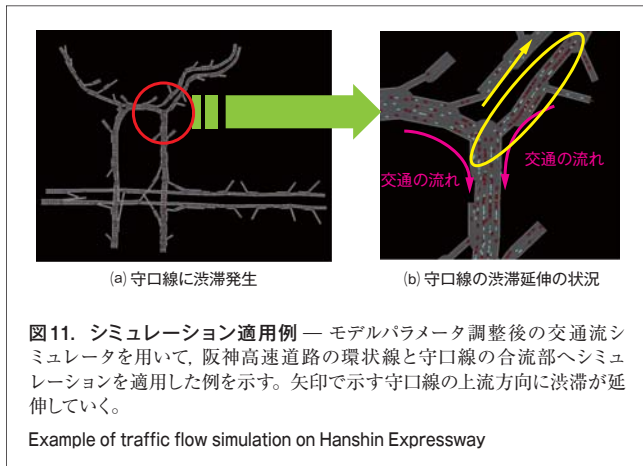 交通の流れ
交通の流れ
(a) 守口線に渋滞発生
(b) 守口線の渋滞延伸の状況
図11. シミュレーション適用例 — モデルパラメータ調整後の交通流シ
ミュレータを用いて, 阪神高速道路の環状線と守口線の合流部へシミュ
レーションを適用した例を示す。矢印で示す守口線の上流方向に渋滞が延
伸していく。
Example of traffic flow simulation on Hanshin Expressway